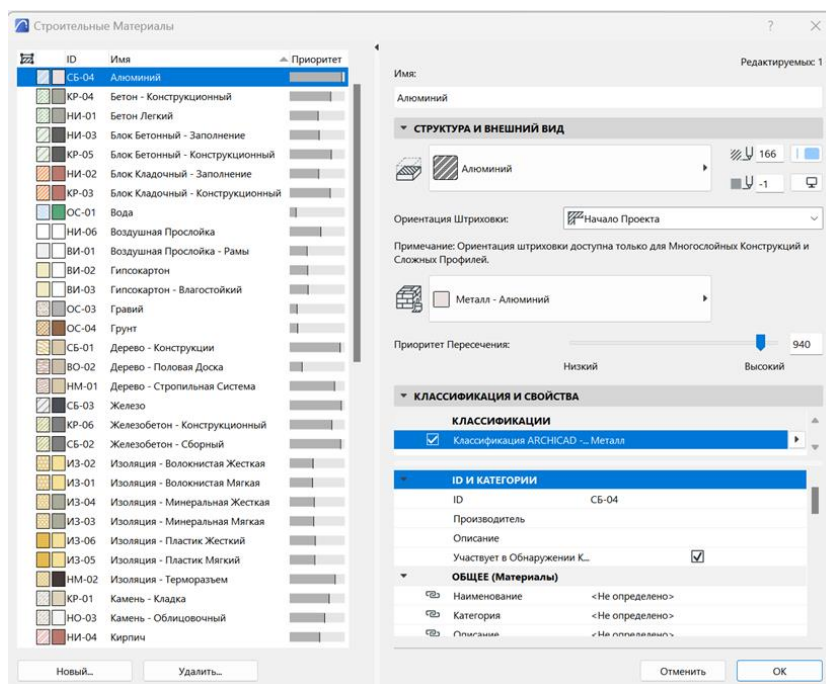 Строительные Материалы
?
ID Имя Приоритет
СБ-04 Алюминий
КР-04 Бетон - Конструкционный
НИ-01 Бетон Легкий
НИ-03 Блок Бетонный - Заполнение
КР-05 Блок Бетонный - Конструкционный
НИ-02 Блок Кладочный - Заполнение
КР-03 Блок Кладочный - Конструкционный
ОС-01 Вода
НИ-06 Воздушная Прослойка
ВИ-01 Воздушная Прослойка - Рамы
ВИ-02 Гипсокартон
ВИ-03 Гипсокартон - Влагостойкий
ОС-03 Гравий
ОС-04 Грунт
СБ-01 Дерево - Конструкции
ВО-02 Дерево - Половая Доска
НМ-01 Дерево - Стропильная Система
СБ-03 Железо
КР-06 Железобетон - Конструкционный
СБ-02 Железобетон - Сборный
ИЗ-02 Изоляция - Волокнистая Жесткая
ИЗ-01 Изоляция - Волокнистая Мягкая
ИЗ-04 Изоляция - Минеральная Жесткая
ИЗ-03 Изоляция - Минеральная Мягкая
ИЗ-06 Изоляция - Пластик Жесткий
ИЗ-05 Изоляция - Пластик Мягкий
НМ-02 Изоляция - Терморазъем
КР-01 Камень - Кладка
НО-03 Камень - Облицовочный
НИ-04 Кирпич
Новый...
Удалить...
Редактируемых: 1
Имя:
Алюминий
СТРУКТУРА И ВНЕШНИЙ ВИД
Алюминий
166
-1
Ориентация Штриховки:
Начало Проекта
Примечание: Ориентация штриховки доступна только для Многослойных Конструкций и
Сложных Профилей.
Металл - Алюминий
Приоритет Пересечения:
940
Низкий
Высокий
КЛАССИФИКАЦИЯ И СВОЙСТВА
КЛАССИФИКАЦИИ
Классификация ARCHICAD -... Металл
ID И КАТЕГОРИИ
ID СБ-04
Производитель
Описание
Участвует в Обнаружении К...
ОБЩЕЕ (Материалы)
Наименование <Не определено>
Категория <Не определено>
Описание <Не определено>
Отменить
ОК